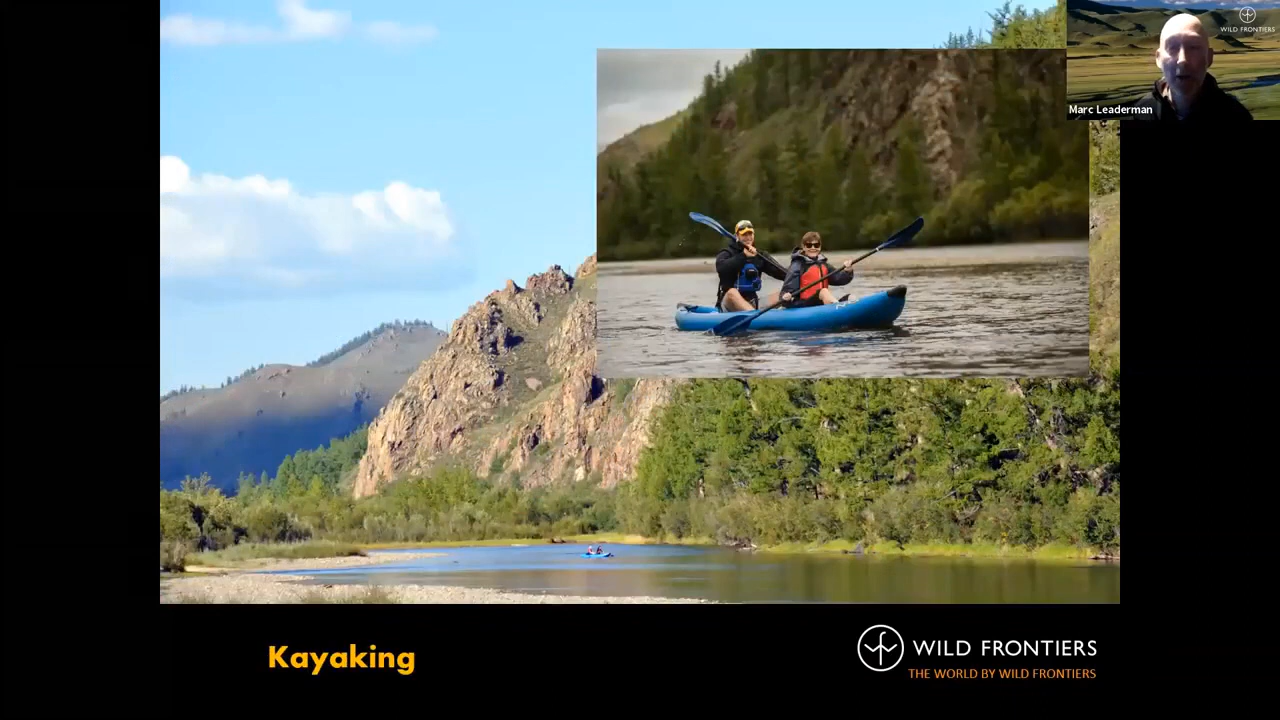 WILD FRONTIERS
Marc Leaderman
Kayaking
WILD FRONTIERS
THE WORLD BY WILD FRONTIERS